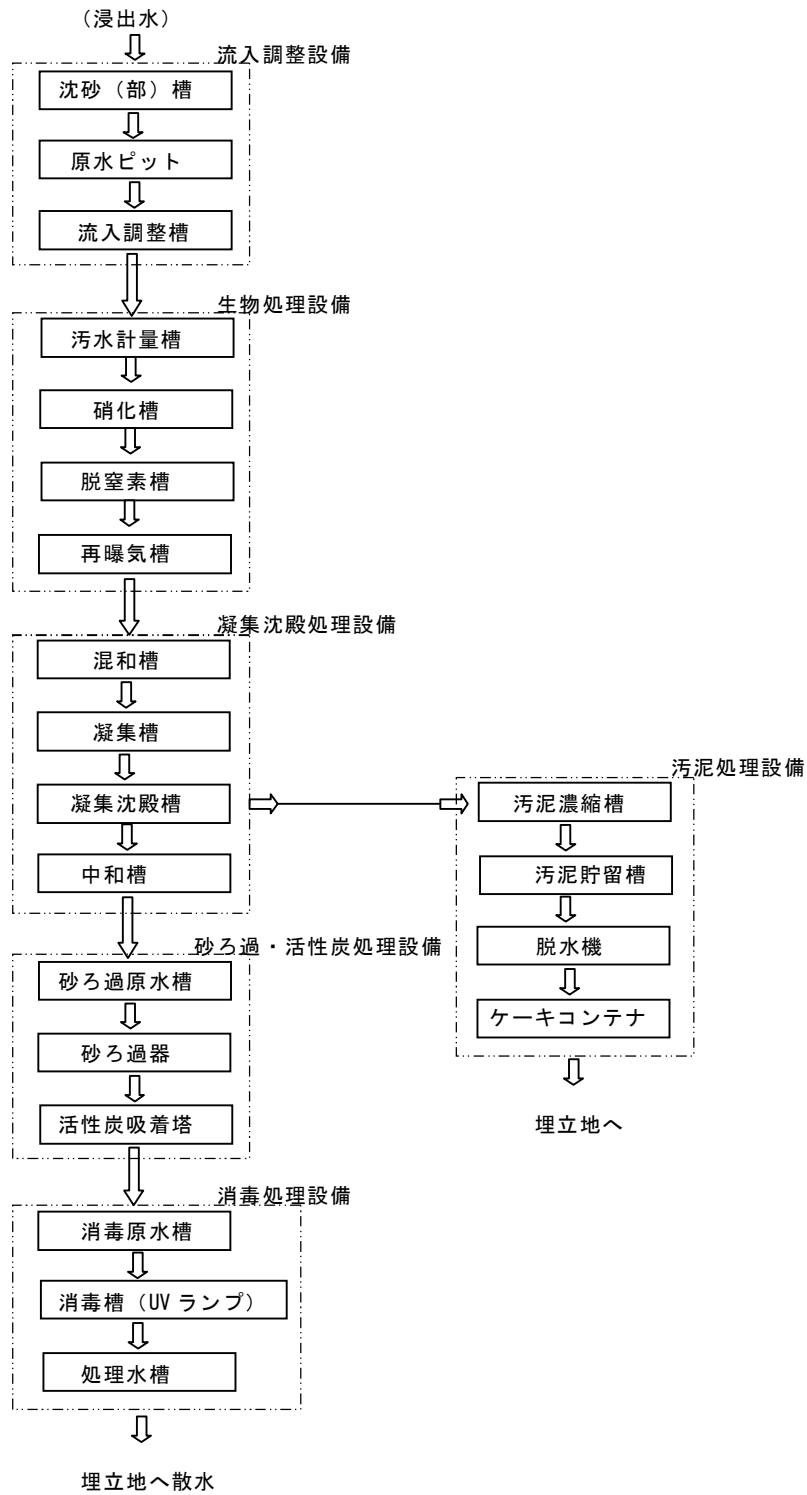 （浸出水）
流入調整設備
沈砂（部）槽
原水ピット
流入調整槽
生物処理設備
汚水計量槽
硝化槽
脱窒素槽
再曝気槽
凝集沈殿処理設備
混和槽
凝集槽
凝集沈殿槽
中和槽
汚泥処理設備
汚泥濃縮槽
汚泥貯留槽
脱水機
ケーキコンテナ
埋立地へ
砂ろ過・活性炭処理設備
砂ろ過原水槽
砂ろ過器
活性炭吸着塔
消毒処理設備
消毒原水槽
消毒槽（UV ランプ）
処理水槽
埋立地へ散水